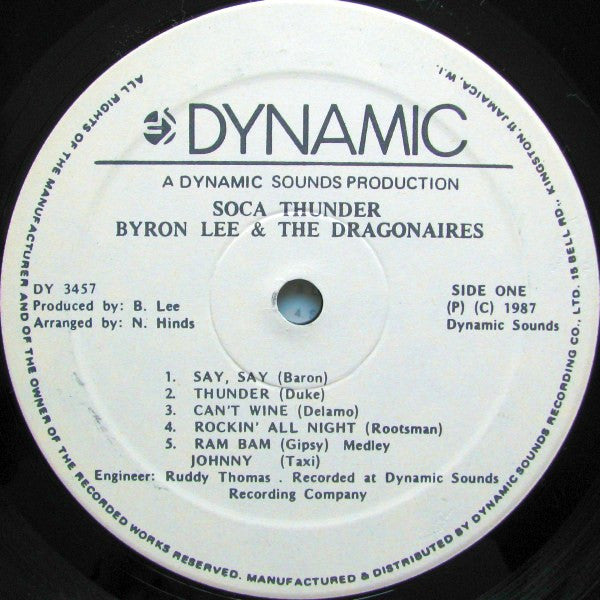 DYNAMIC
A DYNAMIC SOUNDS PRODUCTION
SOCA THUNDER
BYRON LEE & THE DRAGONAIRES
DY 3457
Produced by: B. Lee
Arranged by: N. Hinds
SIDE ONE
(P) (C) 1987
Dynamic Sounds
1. SAY, SAY (Baron)
2. THUNDER (Duke)
3. CAN'T WINE (Delamo)
4. ROCKIN' ALL NIGHT (Rootsman)
5. RAM BAM (Gipsy) Medley
JOHNNY (Taxi)
Engineer: Ruddy Thomas . Recorded at Dynamic Sounds
Recording Company
ALL RIGHTS OF THE MANUFACTURER AND OF THE OWNER OF THE RECORDED WORKS RESERVED. MANUFACTURED & DISTRIBUTED BY DYNAMIC SOUNDS RECORDING CO., LTD. 15 BELL RD., KINGSTON, 11 JAMAICA, W.I.